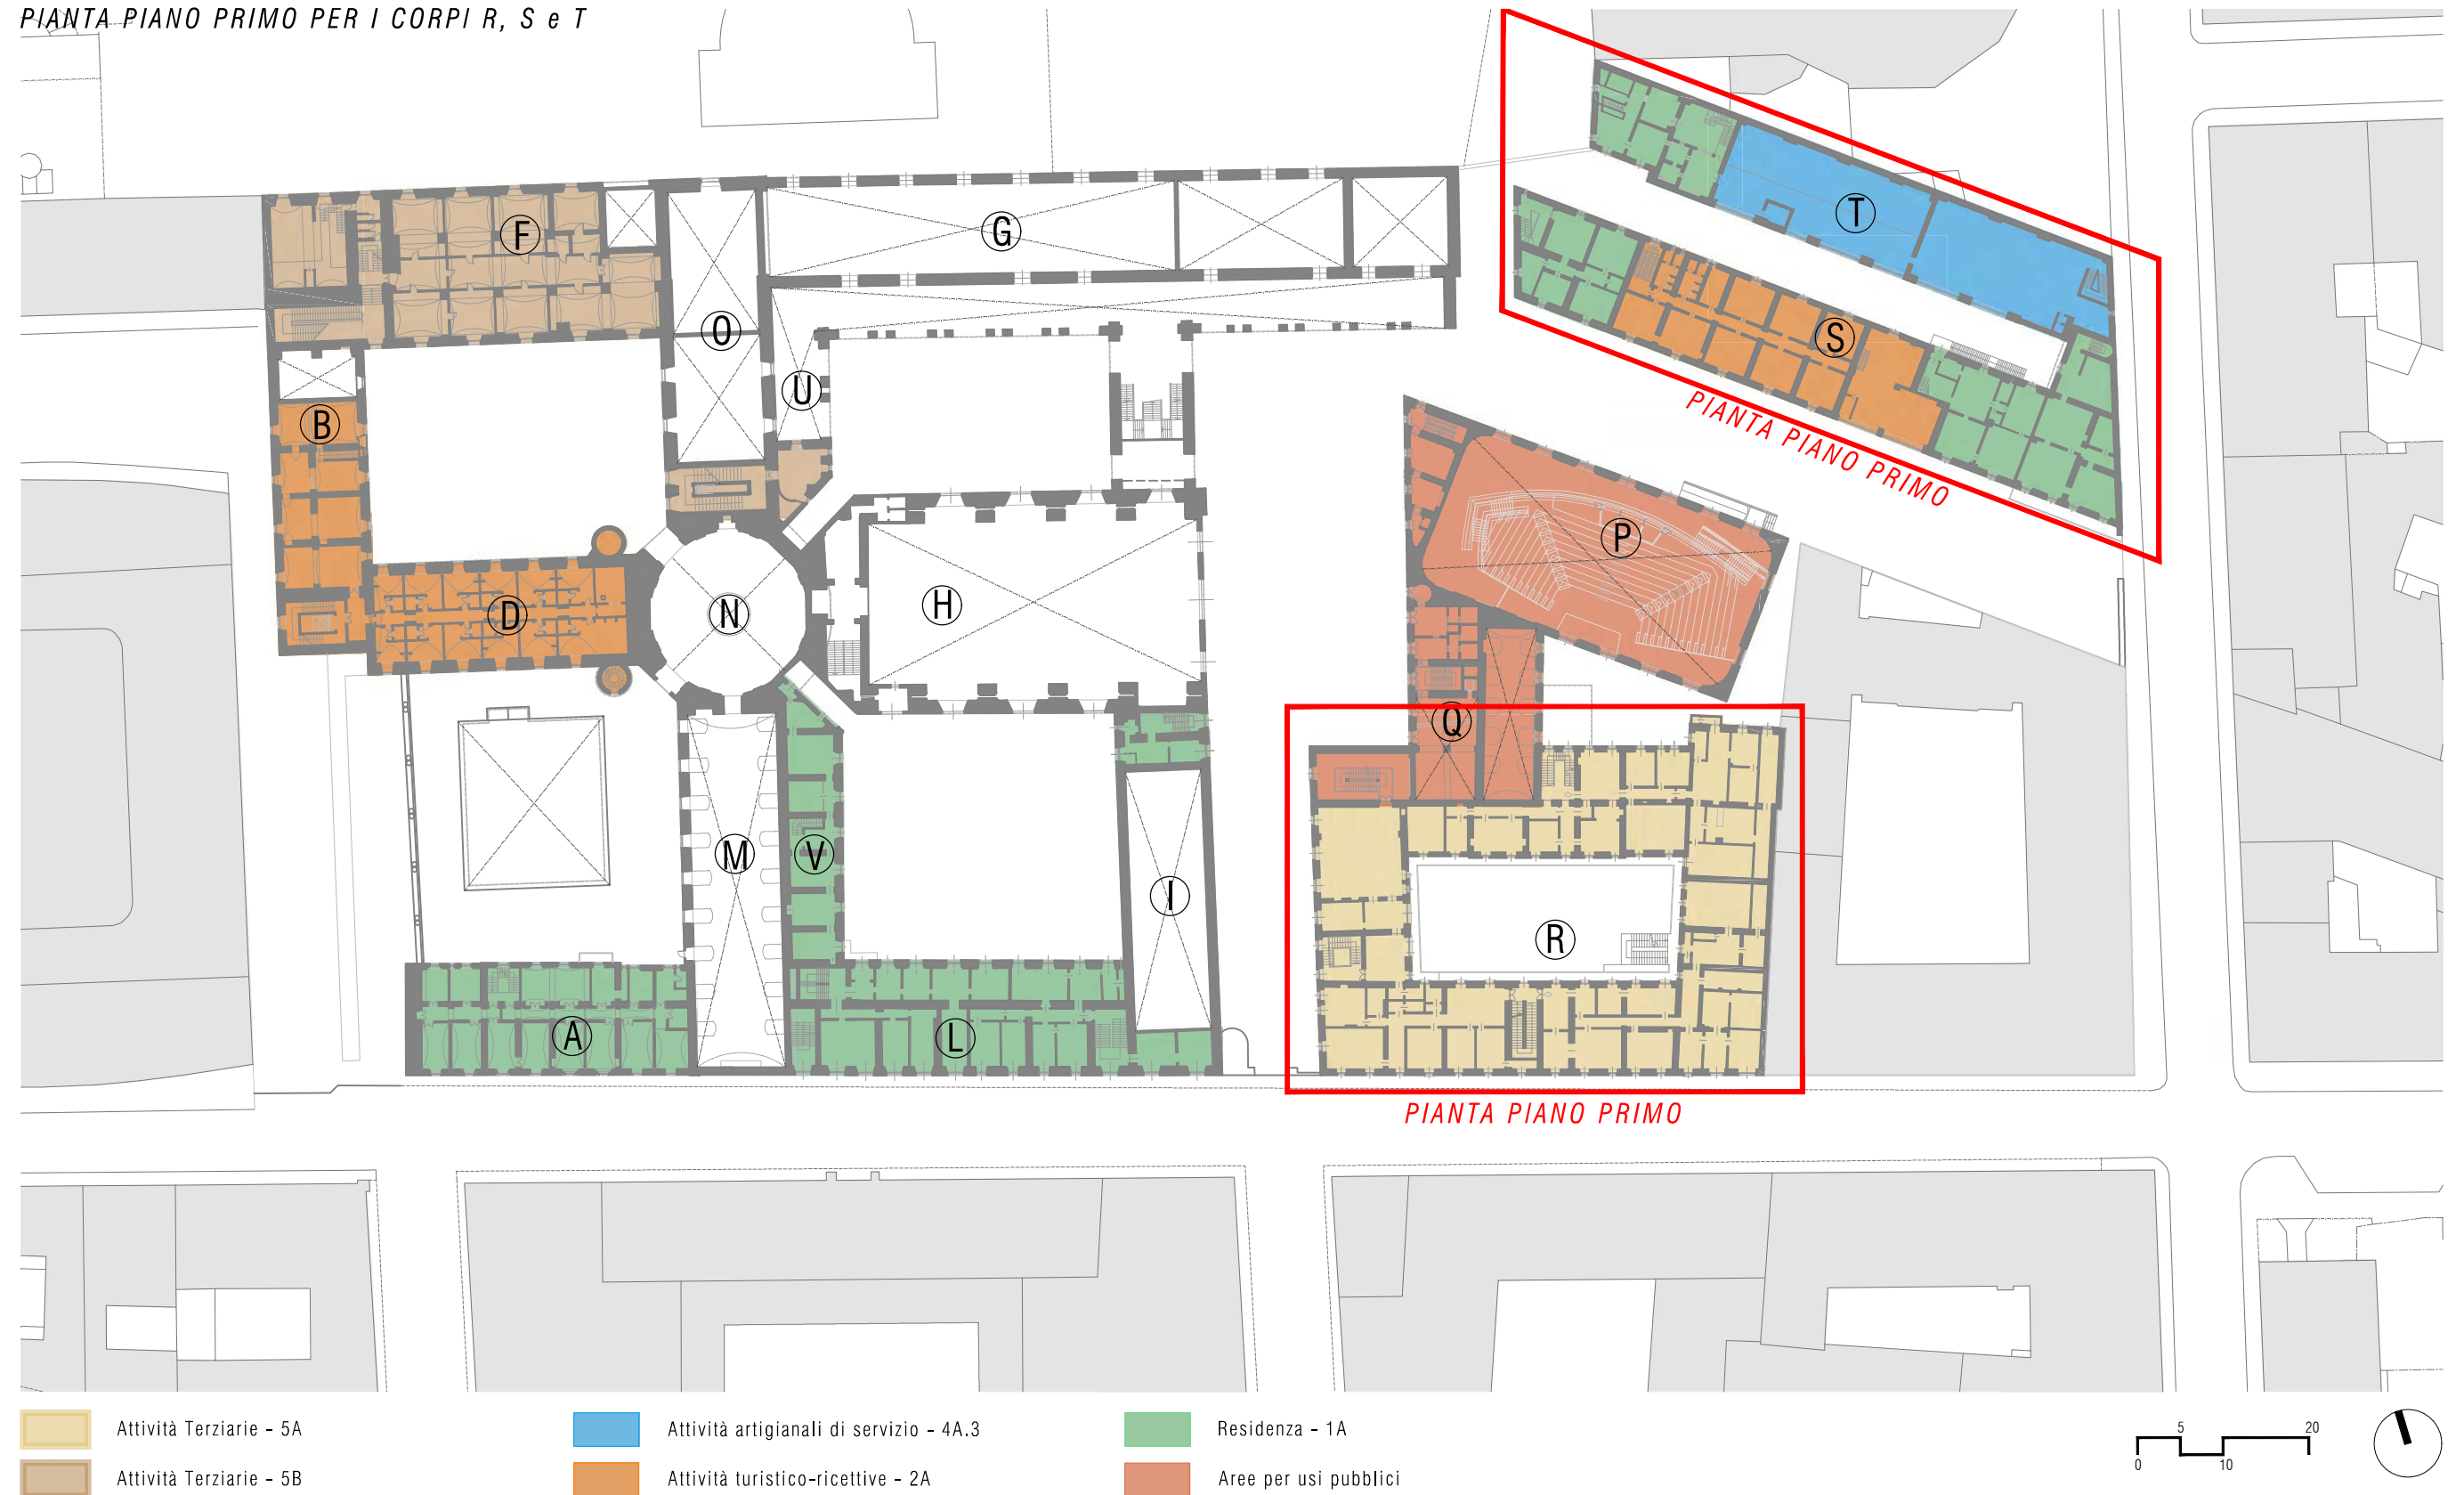 PIANTA PIANO PRIMO PER I CORPI R, S e T
T
F
G
O
S
U
B
PIANTA PIANO PRIMO
P
H
N
D
Q
M
V
I
R
A
L
PIANTA PIANO PRIMO
Attività Terziarie - 5A
Attività artigianali di servizio - 4A.3
Residenza - 1A
5
20
0
10
Attività Terziarie - 5B
Attività turistico-ricettive - 2A
Aree per usi pubblici